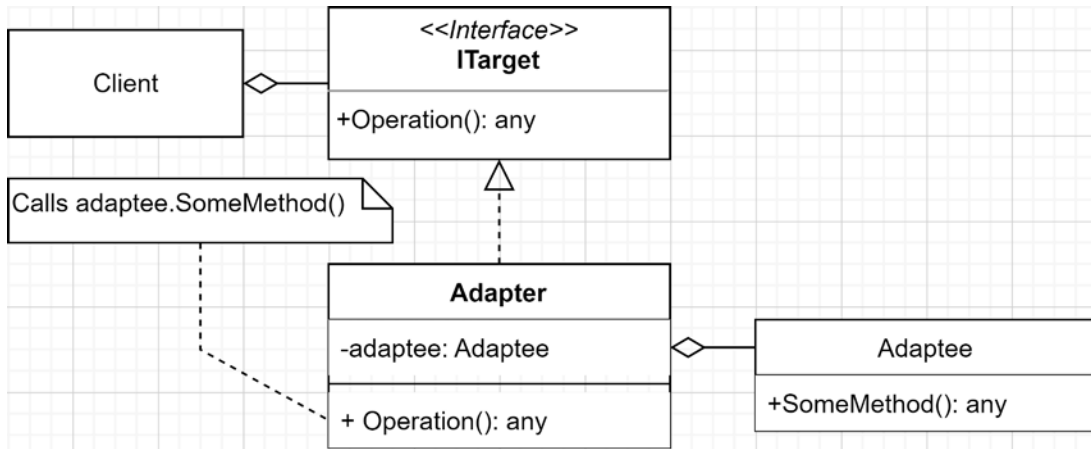 <<Interface>>
ITarget
Client
+Operation(): any
Calls adaptee.SomeMethod()
Adapter
-adaptee: Adaptee
+ Operation(): any
Adaptee
+SomeMethod(): any